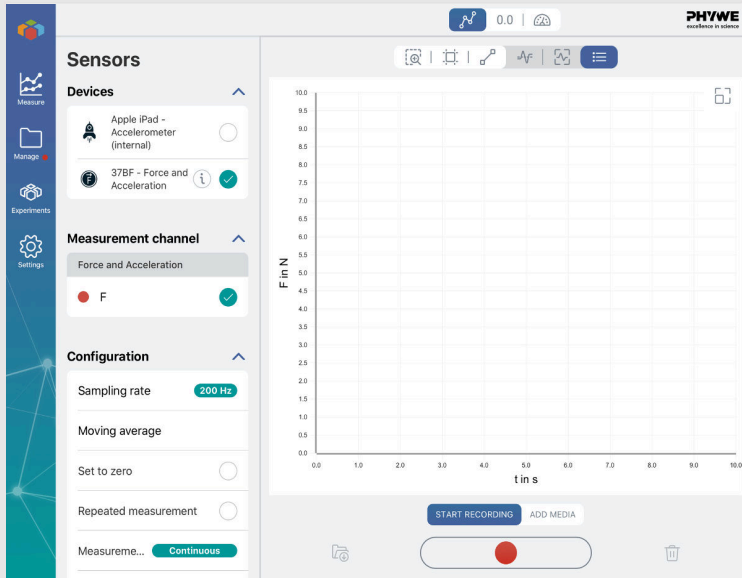 0.0
PHYWE
excellence in science
Measure
Manage
Experiments
Settings
Sensors
Devices
Apple iPad -
Accelerometer
(internal)
37BF - Force and
Acceleration
i
Measurement channel
Force and Acceleration
F
Configuration
Sampling rate 200 Hz
Moving average
Set to zero
Repeated measurement
Measureme... Continuous
F in N
10.0
9.5
9.0
8.5
8.0
7.5
7.0
6.5
6.0
5.5
5.0
4.5
4.0
3.5
3.0
2.5
2.0
1.5
1.0
0.5
0.0
0.0 1.0 2.0 3.0 4.0 5.0 6.0 7.0 8.0 9.0 10.0
t in s
START RECORDING ADD MEDIA